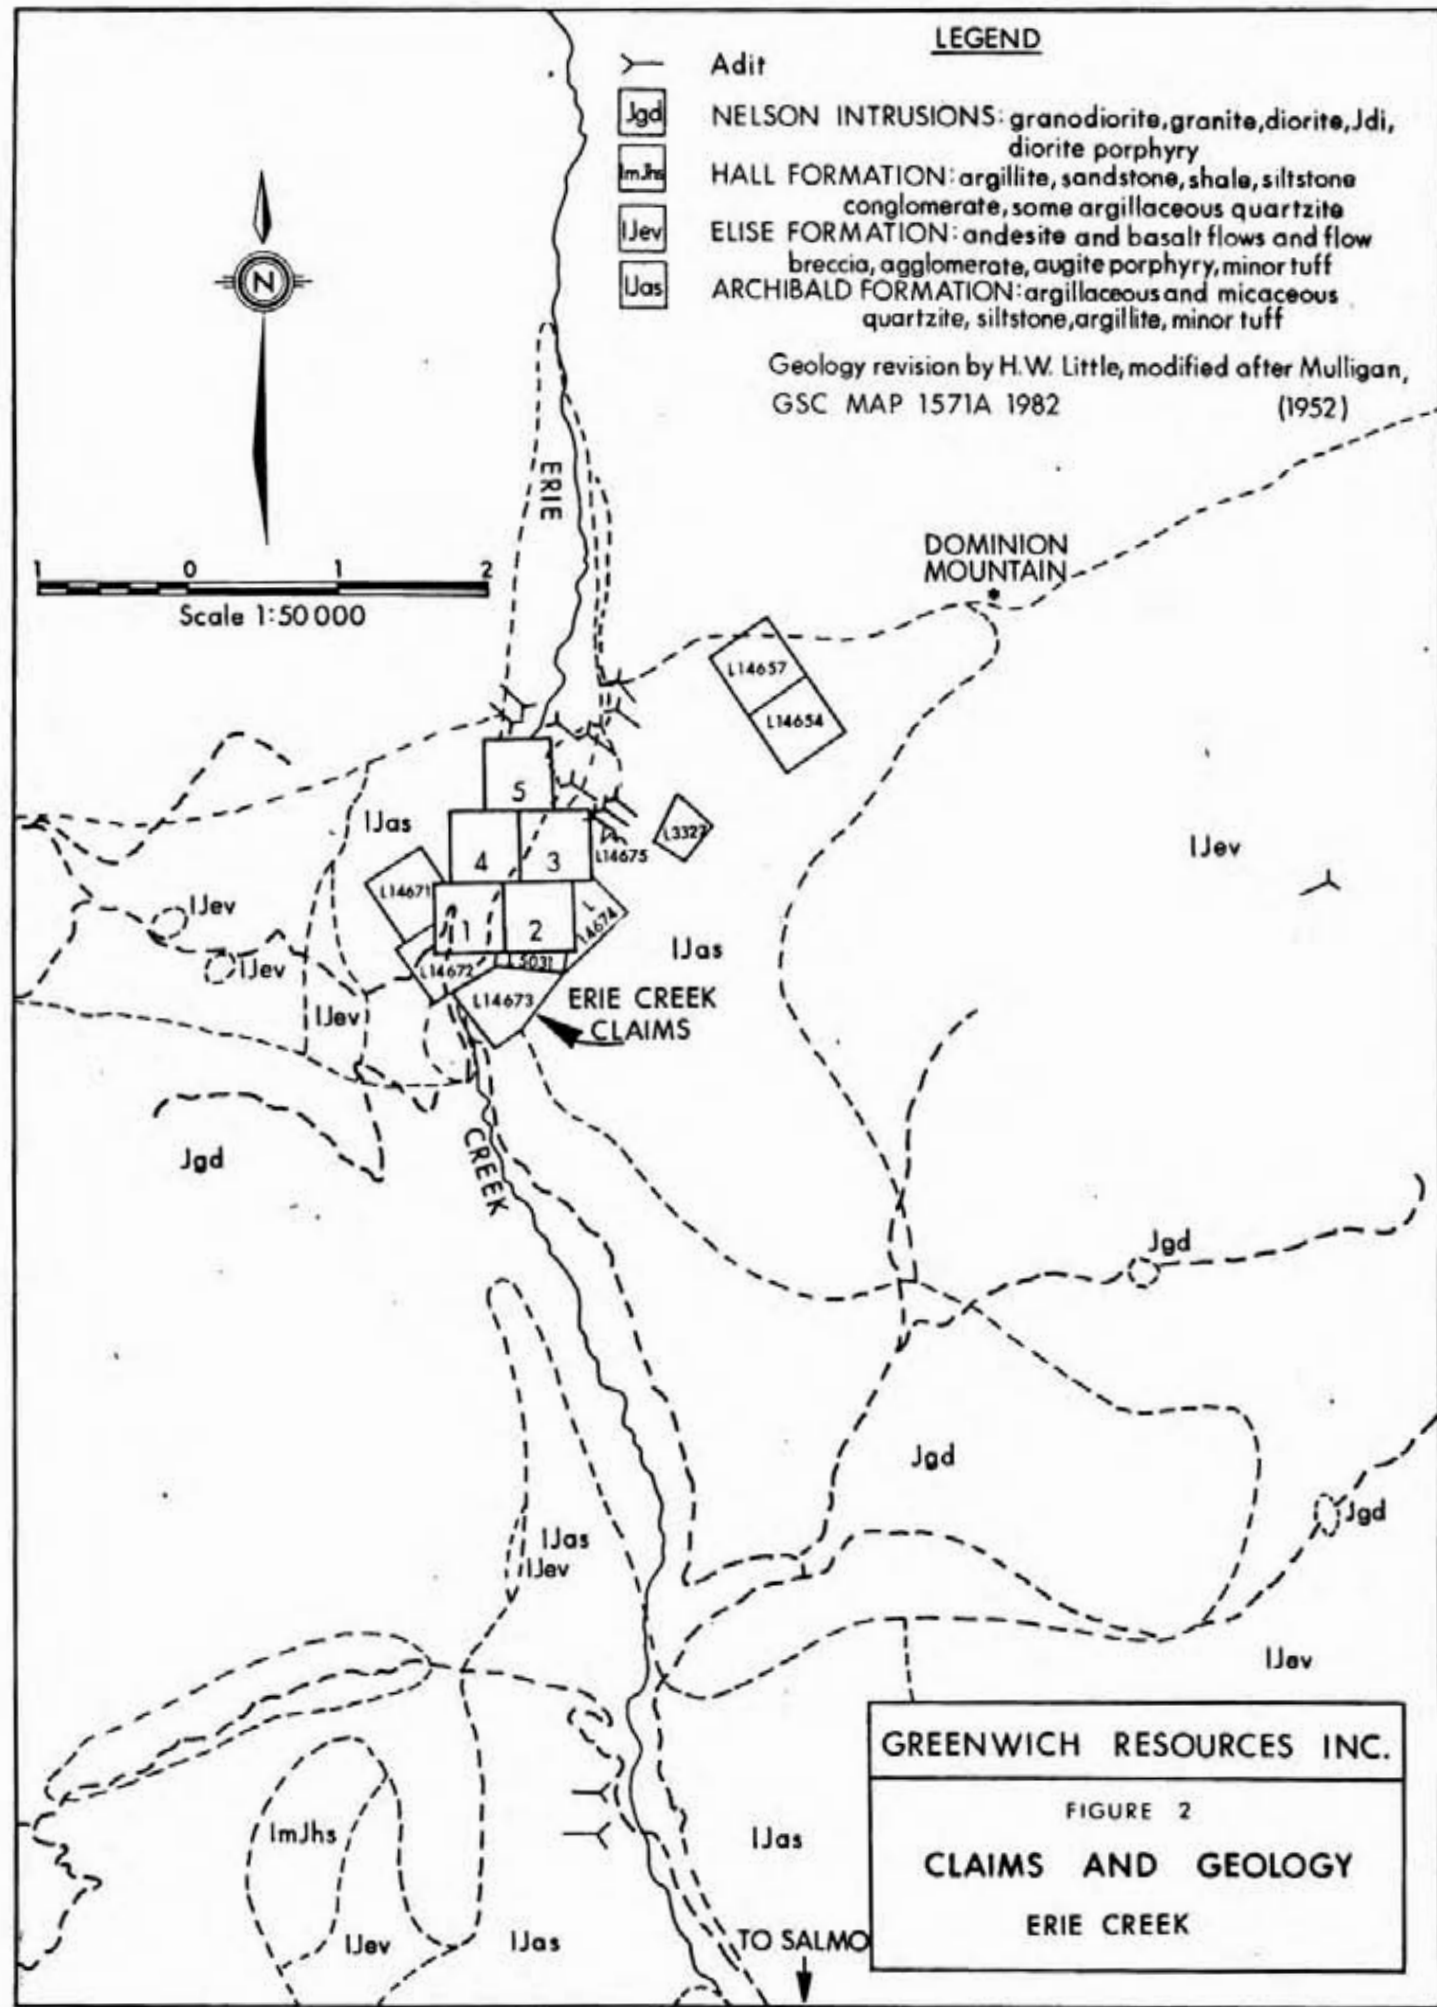 LEGEND
Adit
Jgd
NELSON INTRUSIONS: granodiorite, granite, diorite, Jdi,
diorite porphyry
lmJhs
HALL FORMATION: argillite, sandstone, shale, siltstone
conglomerate, some argillaceous quartzite
lJev
ELISE FORMATION: andesite and basalt flows and flow
breccia, agglomerate, augite porphyry, minor tuff
lJas
ARCHIBALD FORMATION: argillaceous and micaceous
quartzite, siltstone, argillite, minor tuff
Geology revision by H.W. Little, modified after Mulligan,
GSC MAP 1571A 1982 (1952)
N
1 0 1 2
Scale 1:50 000
ERIE
DOMINION
MOUNTAIN
L14657
L14654
5
lJas
4
3
L14675
L3327
lJev
L14671
lJev
1
2
L
14674
lJas
lJev
L14672
5031
L14673
ERIE CREEK
CLAIMS
lJev
CREEK
Jgd
Jgd
Jgd
Jgd
lJas
lJev
lJev
lmJhs
lJas
lJev
lJas
TO SALMO
GREENWICH RESOURCES INC.
FIGURE 2
CLAIMS AND GEOLOGY
ERIE CREEK